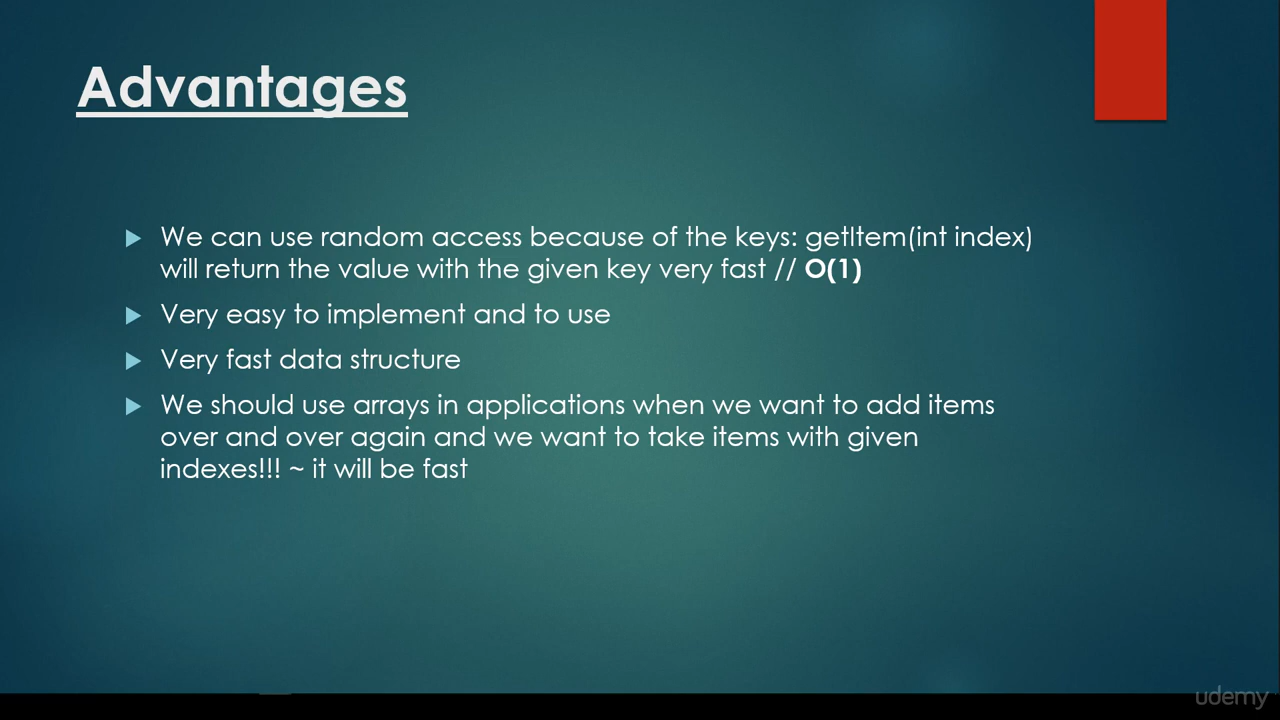 Advantages
We can use random access because of the keys: getItem(int index)
will return the value with the given key very fast // O(1)
Very easy to implement and to use
Very fast data structure
We should use arrays in applications when we want to add items
over and over again and we want to take items with given
indexes!!! ~ it will be fast
udemy